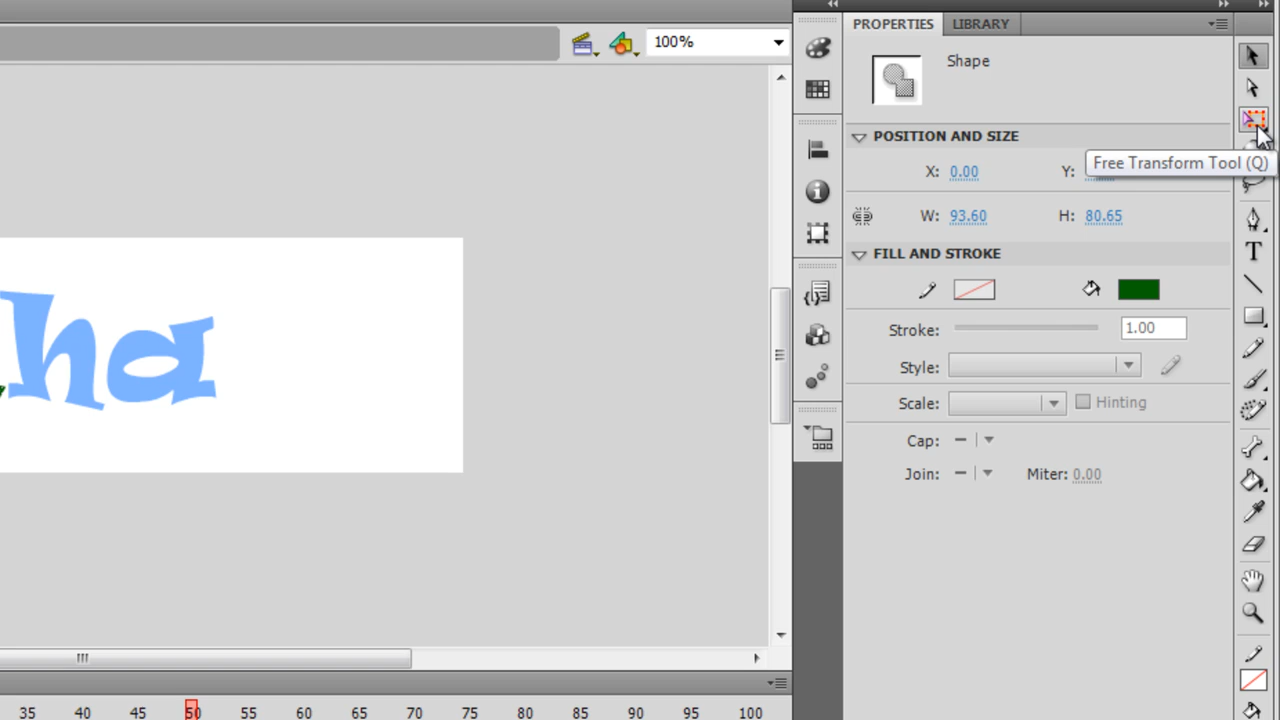 100%
PROPERTIES LIBRARY
Shape
POSITION AND SIZE
Free Transform Tool (Q)
X: 0.00 Y:
W: 93.60 H: 80.65
FILL AND STROKE
Stroke: 1.00
Style:
Scale: Hinting
Cap:
Join: Miter: 0.00
ha
35 40 45 50 55 60 65 70 75 80 85 90 95 100